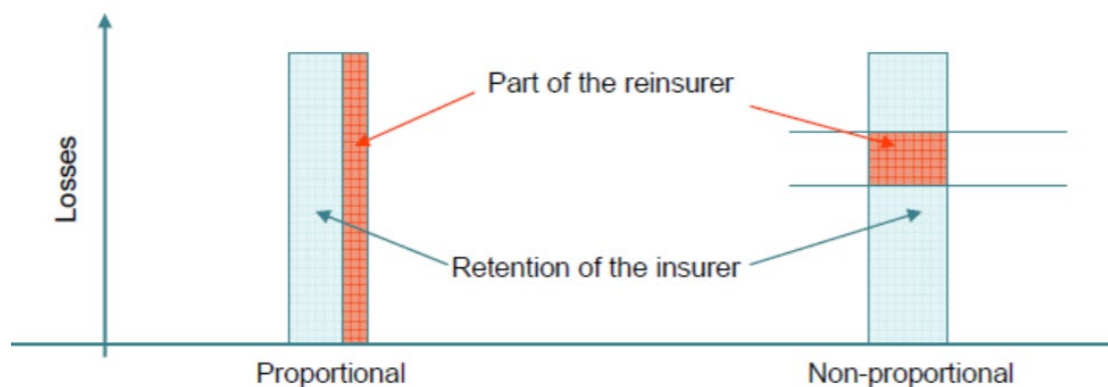 Part of the reinsurer
Losses
Retention of the insurer
Proportional
Non-proportional